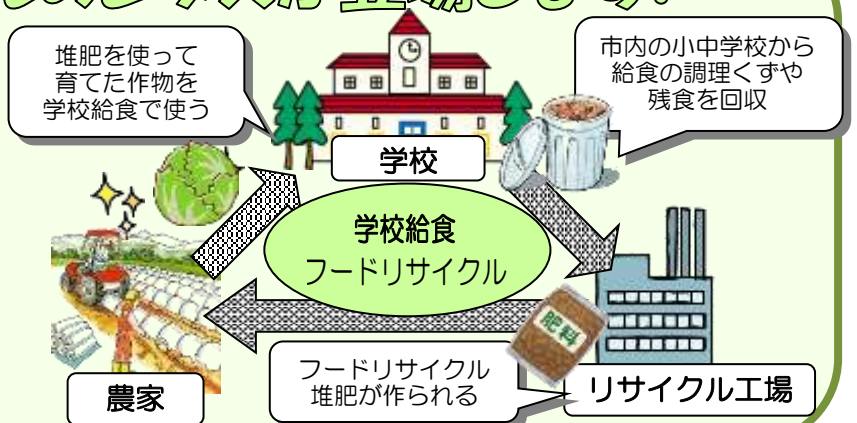 堆肥を使って
育てた作物を
学校給食で使う
市内の小中学校から
給食の調理くずや
残食を回収
学校
学校給食
フードリサイクル
肥料
フードリサイクル
堆肥が作られる
農家
リサイクル工場